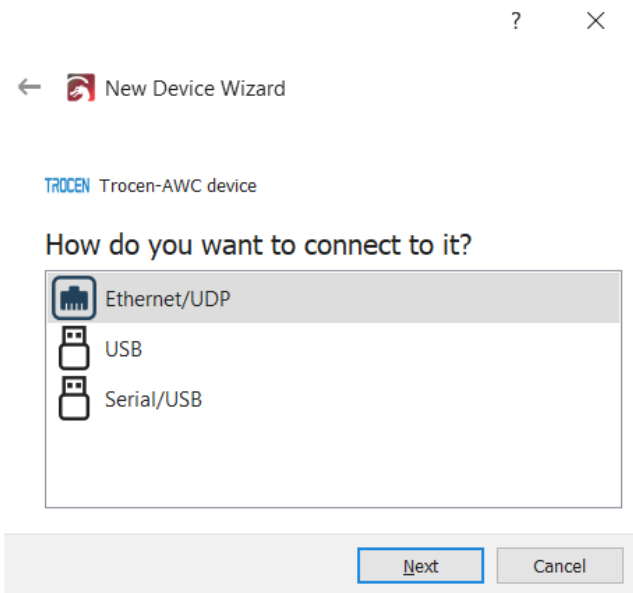 ?
New Device Wizard
TROCEN Trocen-AWC device
How do you want to connect to it?
Ethernet/UDP
USB
Serial/USB
Next Cancel